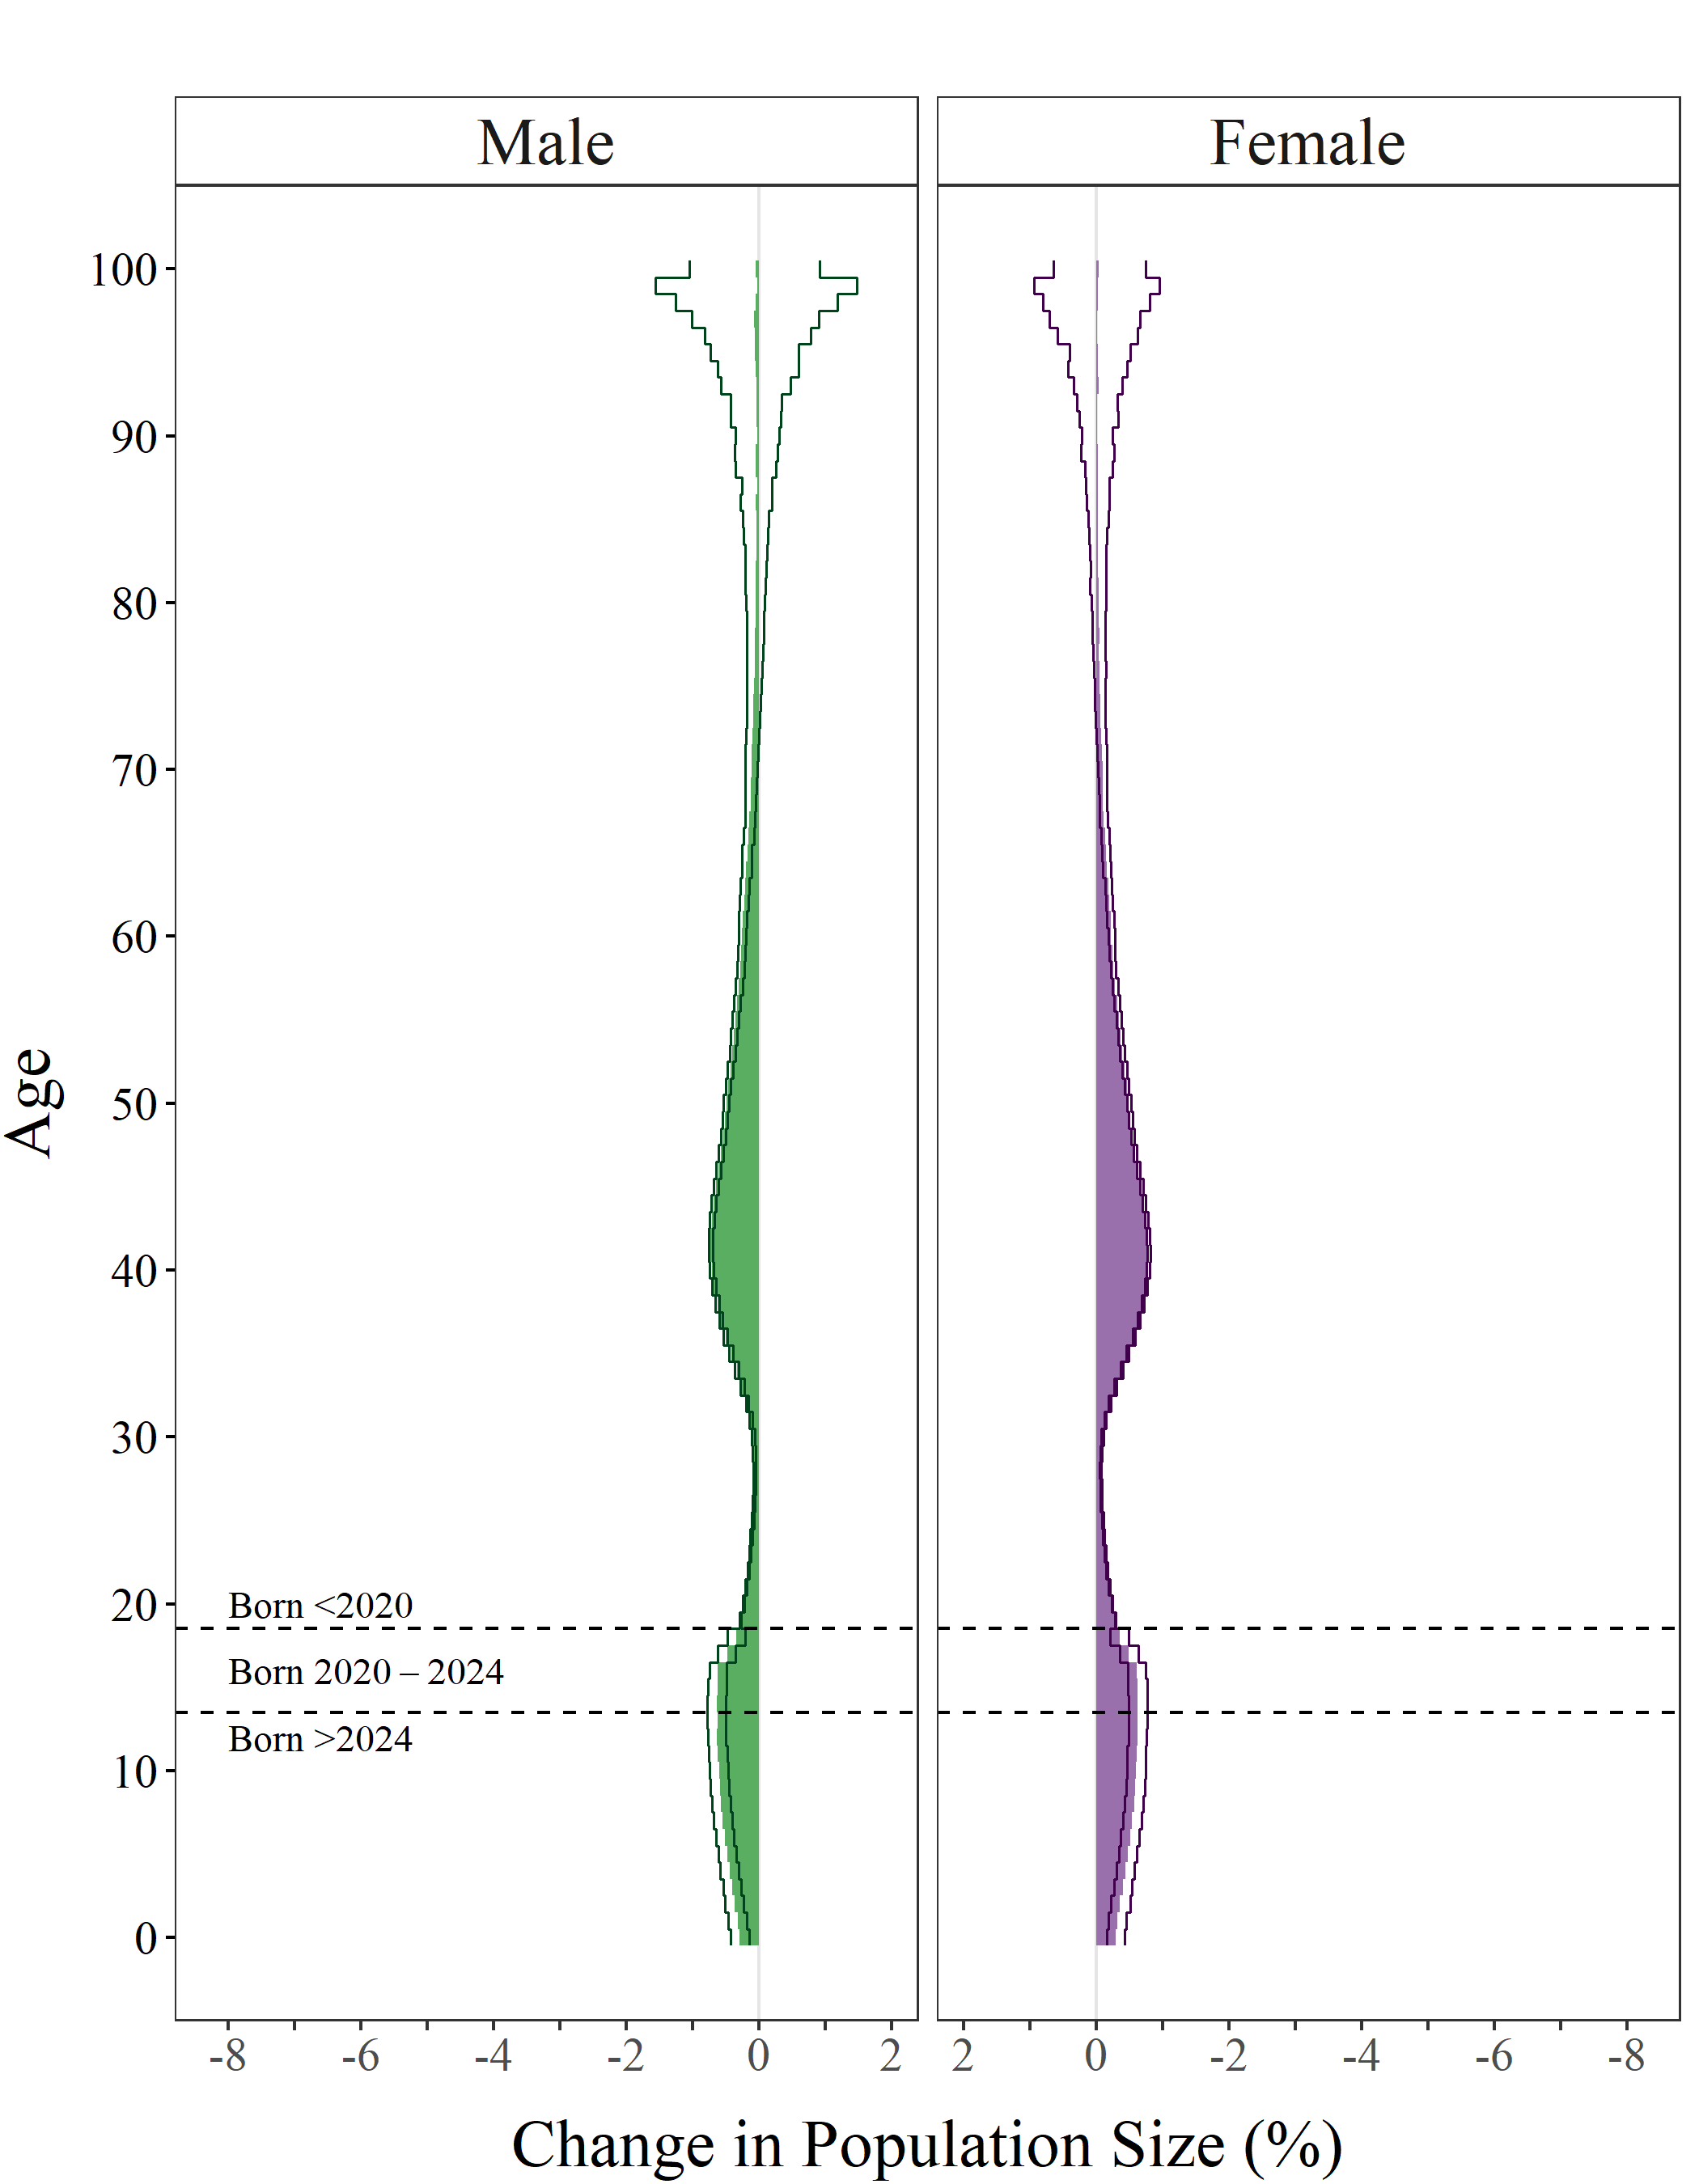 Male Female
100
90
80
70
60
50
40
30
20
10
0
Age
Born <2020
Born 2020 – 2024
Born >2024
-8 -6 -4 -2 0 2 2 0 -2 -4 -6 -8
Change in Population Size (%)